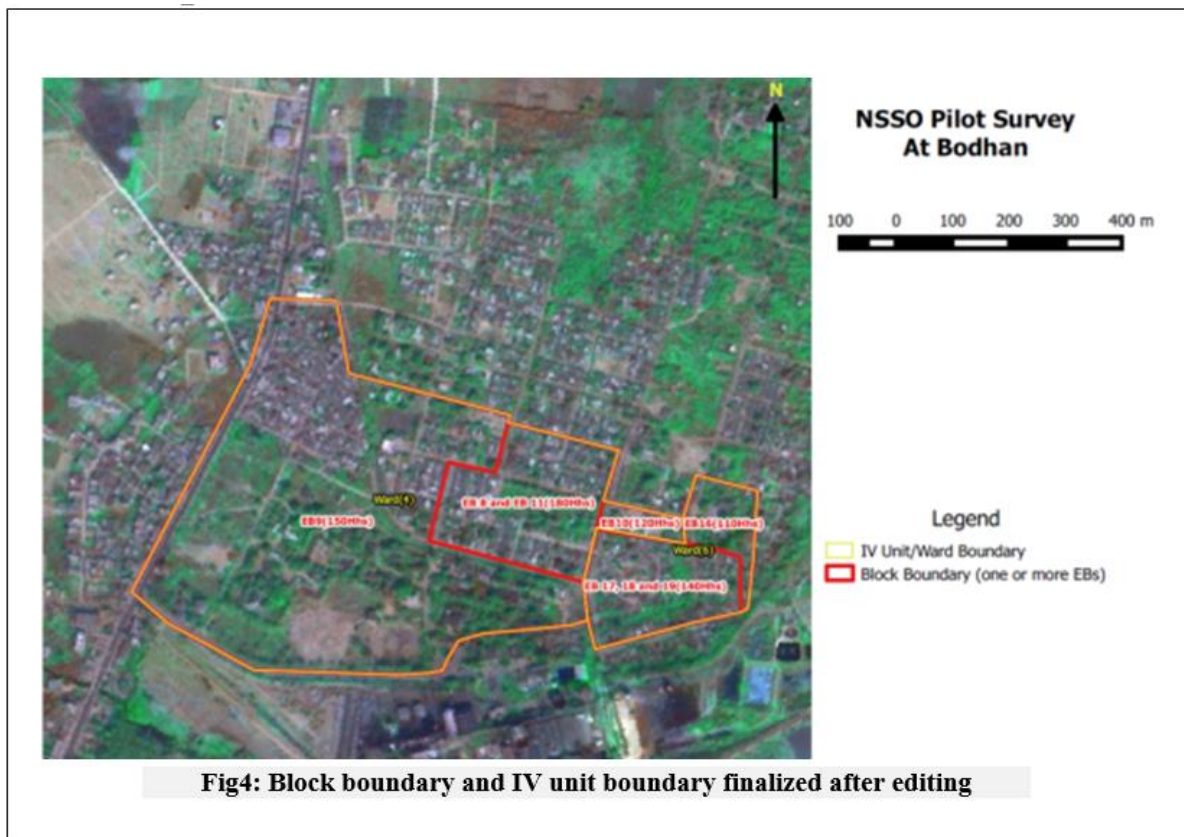 N
NSSO Pilot Survey
At Bodhan
100 0 100 200 300 400 m
Ward(4)
EB 8 and EB 11(180Hhs)
EB9(150Hhs)
EB10(120Hhs)
EB16(110Hhs)
Ward(6)
EB 17, 18 and 19(140Hhs)
Legend
IV Unit/Ward Boundary
Block Boundary (one or more EBs)
Fig4: Block boundary and IV unit boundary finalized after editing